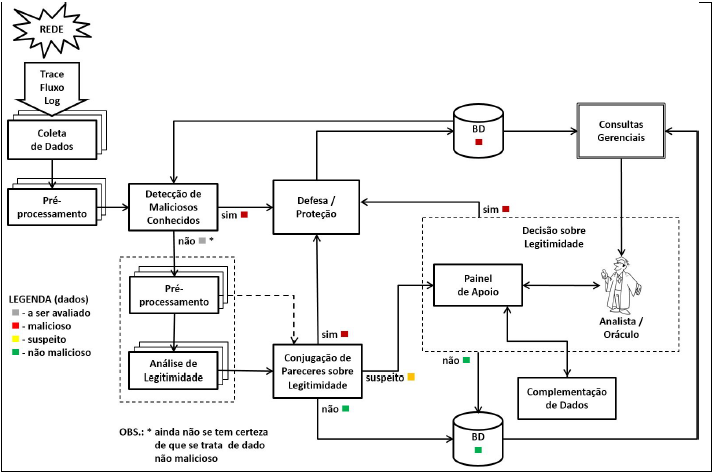 REDE
Trace
Fluxo
Log
Coleta
de Dados
Pré-
processamento
Detecção de
Maliciosos
Conhecidos
sim
não *
Defesa /
Proteção
BD
Consultas
Gerenciais
sim
Decisão sobre
Legitimidade
Painel
de Apoio
Analista /
Oráculo
Pré-
processamento
Análise de
Legitimidade
sim
Conjugação de
Pareceres sobre
Legitimidade
suspeito
não
não
Complementação
de Dados
BD
LEGENDA (dados)
- a ser avaliado
- malicioso
- suspeito
- não malicioso
OBS.: * ainda não se tem certeza
de que se trata de dado
não malicioso